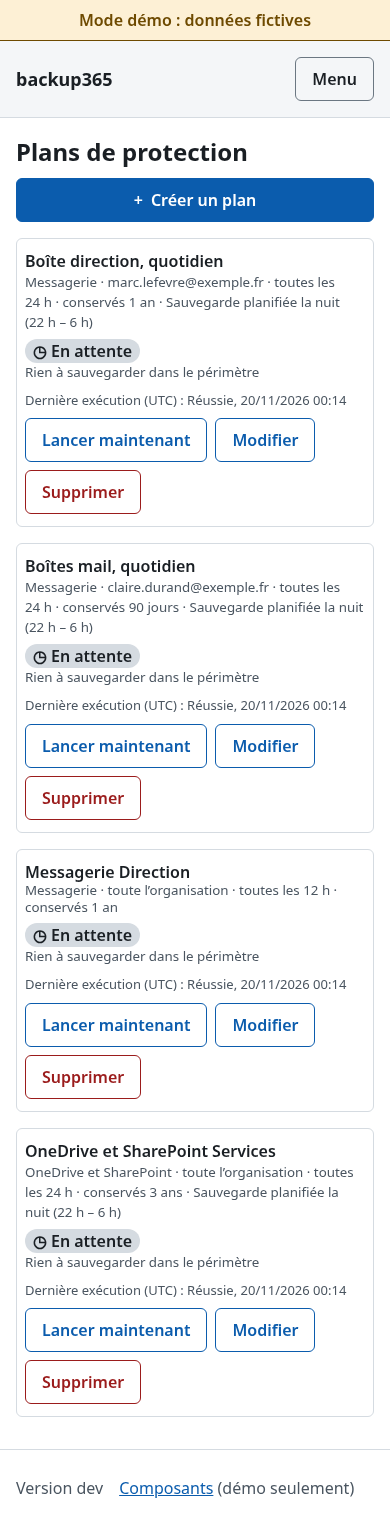 Mode démo : données fictives
backup365
Menu
Plans de protection
+ Créer un plan
Boîte direction, quotidien
Messagerie · marc.lefevre@exemple.fr · toutes les
24 h · conservés 1 an · Sauvegarde planifiée la nuit
(22 h – 6 h)
En attente
Rien à sauvegarder dans le périmètre
Dernière exécution (UTC) : Réussie, 20/11/2026 00:14
Lancer maintenant
Modifier
Supprimer
Boîtes mail, quotidien
Messagerie · claire.durand@exemple.fr · toutes les
24 h · conservés 90 jours · Sauvegarde planifiée la nuit
(22 h – 6 h)
En attente
Rien à sauvegarder dans le périmètre
Dernière exécution (UTC) : Réussie, 20/11/2026 00:14
Lancer maintenant
Modifier
Supprimer
Messagerie Direction
Messagerie · toute l’organisation · toutes les 12 h ·
conservés 1 an
En attente
Rien à sauvegarder dans le périmètre
Dernière exécution (UTC) : Réussie, 20/11/2026 00:14
Lancer maintenant
Modifier
Supprimer
OneDrive et SharePoint Services
OneDrive et SharePoint · toute l’organisation · toutes
les 24 h · conservés 3 ans · Sauvegarde planifiée la
nuit (22 h – 6 h)
En attente
Rien à sauvegarder dans le périmètre
Dernière exécution (UTC) : Réussie, 20/11/2026 00:14
Lancer maintenant
Modifier
Supprimer
Version dev Composants (démo seulement)